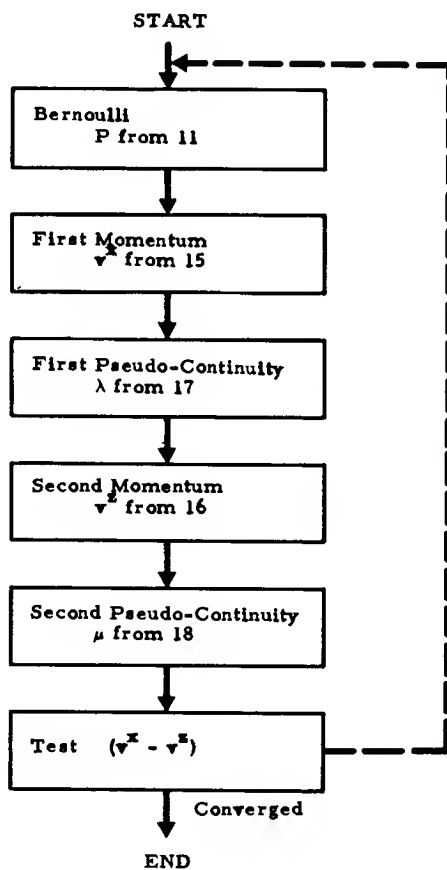 START
Bernoulli
P from 11
First Momentum
v^x from 15
First Pseudo-Continuity
λ from 17
Second Momentum
v^z from 16
Second Pseudo-Continuity
μ from 18
Test (v^x - v^z)
Converged
END